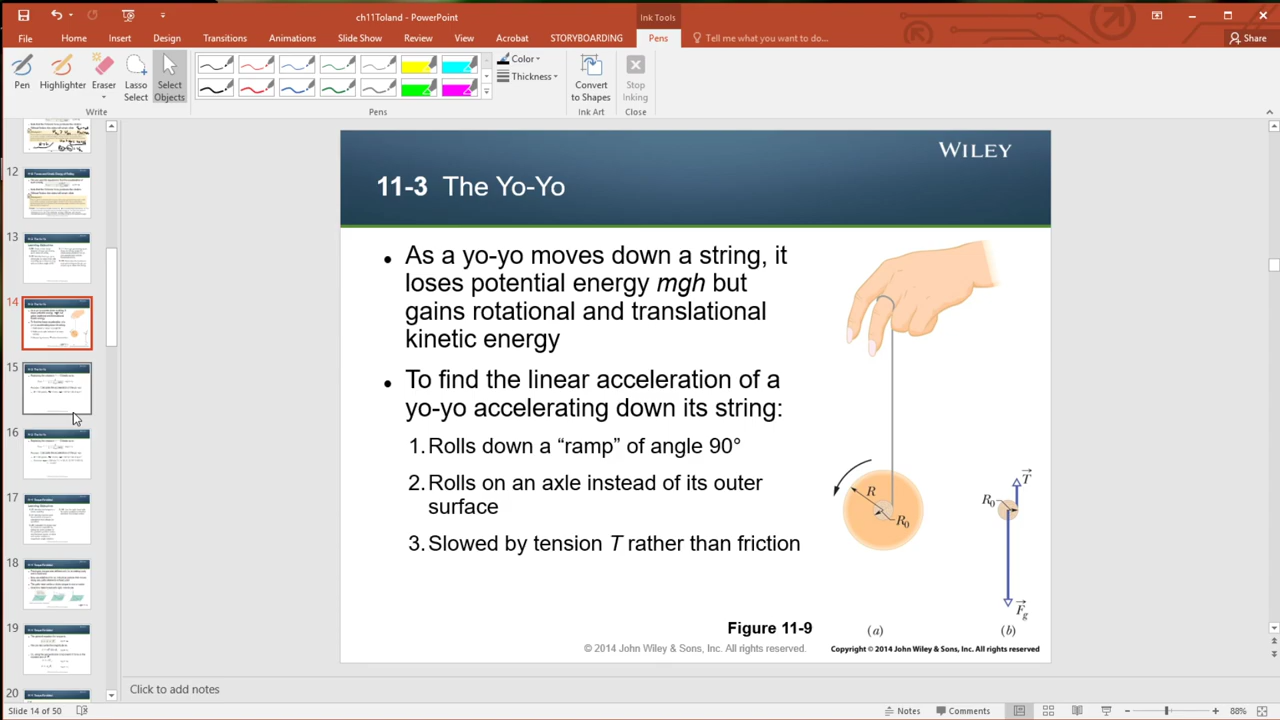 ch11Toland - PowerPoint
Ink Tools
File
Home
Insert
Design
Transitions
Animations
Slide Show
Review
View
Acrobat
STORYBOARDING
Pens
Tell me what you want to do...
Share
Pen
Highlighter
Eraser
Lasso
Select
Select
Objects
Color
Thickness
Convert
to Shapes
Stop
Inking
Write
Pens
Ink Art
Close
12
13
14
15
16
17
18
19
20
WILEY
11-3 The Yo-Yo
• As a yo-yo moves down a string, it
loses potential energy mgh but
gains rotational and translational
kinetic energy
• To find the linear acceleration of a
yo-yo accelerating down its string:
1. Rolls down a “ramp” of angle 90°
2. Rolls on an axle instead of its outer
surface
3. Slowed by tension T rather than friction
R
R0
R0
T
Fg
Figure 11-9
(a)
(b)
© 2014 John Wiley & Sons, Inc. All rights reserved.
Copyright © 2014 John Wiley & Sons, Inc. All rights reserved
Click to add notes
Slide 14 of 50
Notes
Comments
88%